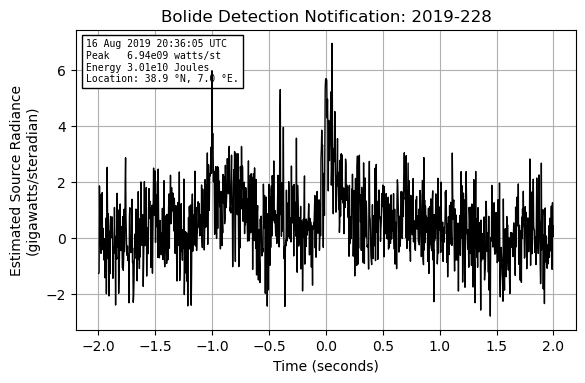 Bolide Detection Notification: 2019-228
16 Aug 2019 20:36:05 UTC
Peak   6.94e09 watts/st
Energy 3.01e10 Joules
Location: 38.9 °N, 7.0 °E.
Estimated Source Radiance
(gigawatts/steradian)
6
4
2
0
−2
−2.0 −1.5 −1.0 −0.5 0.0 0.5 1.0 1.5 2.0
Time (seconds)